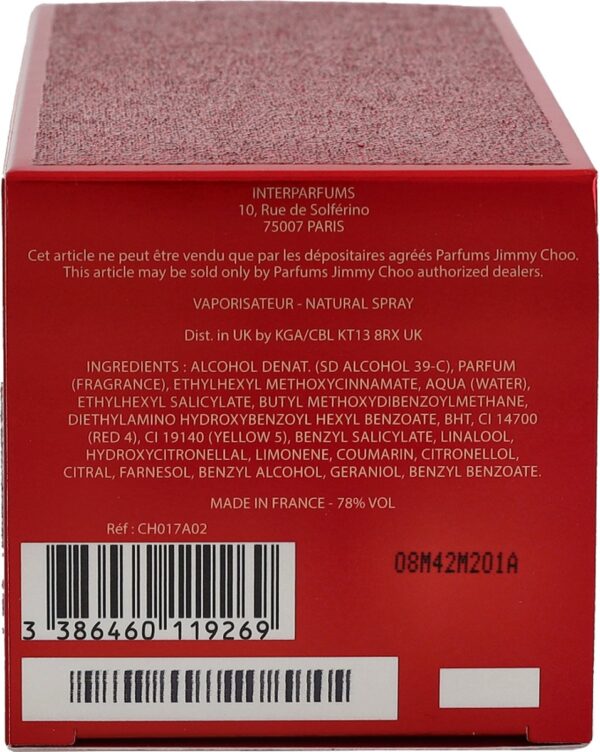 INTERPARFUMS
10, Rue de Solférino
75007 PARIS
Cet article ne peut être vendu que par les dépositaires agréés Parfums Jimmy Choo.
This article may be sold only by Parfums Jimmy Choo authorized dealers.
VAPORISATEUR - NATURAL SPRAY
Dist. in UK by KGA/CBL KT13 8RX UK
INGREDIENTS : ALCOHOL DENAT. (SD ALCOHOL 39-C), PARFUM
(FRAGRANCE), ETHYLHEXYL METHOXYCINNAMATE, AQUA (WATER),
ETHYLHEXYL SALICYLATE, BUTYL METHOXYDIBENZOYLMETHANE,
DIETHYLAMINO HYDROXYBENZOYL HEXYL BENZOATE, BHT, CI 14700
(RED 4), CI 19140 (YELLOW 5), BENZYL SALICYLATE, LINALOOL,
HYDROXYCITRONELLAL, LIMONENE, COUMARIN, CITRONELLOL,
CITRAL, FARNESOL, BENZYL ALCOHOL, GERANIOL, BENZYL BENZOATE.
MADE IN FRANCE - 78% VOL
Réf : CH017A02
08M42M201A
3 386460 119269